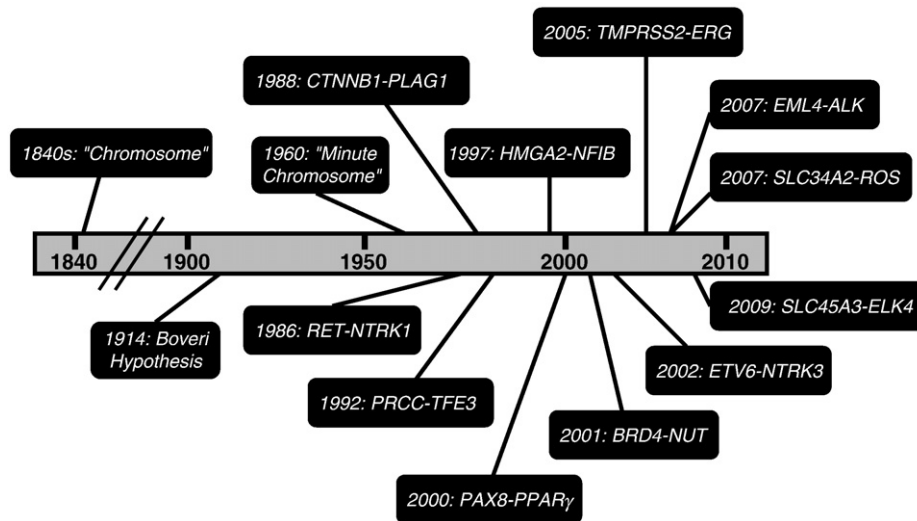 2005: TMPRSS2-ERG
1988: CTNNB1-PLAG1
2007: EML4-ALK
1840s: "Chromosome"
1960: "Minute
Chromosome"
1997: HMGA2-NFIB
2007: SLC34A2-ROS
1840 1900 1950 2000 2010
1914: Boveri
Hypothesis
1986: RET-NTRK1
2009: SLC45A3-ELK4
1992: PRCC-TFE3
2002: ETV6-NTRK3
2001: BRD4-NUT
2000: PAX8-PPARγ